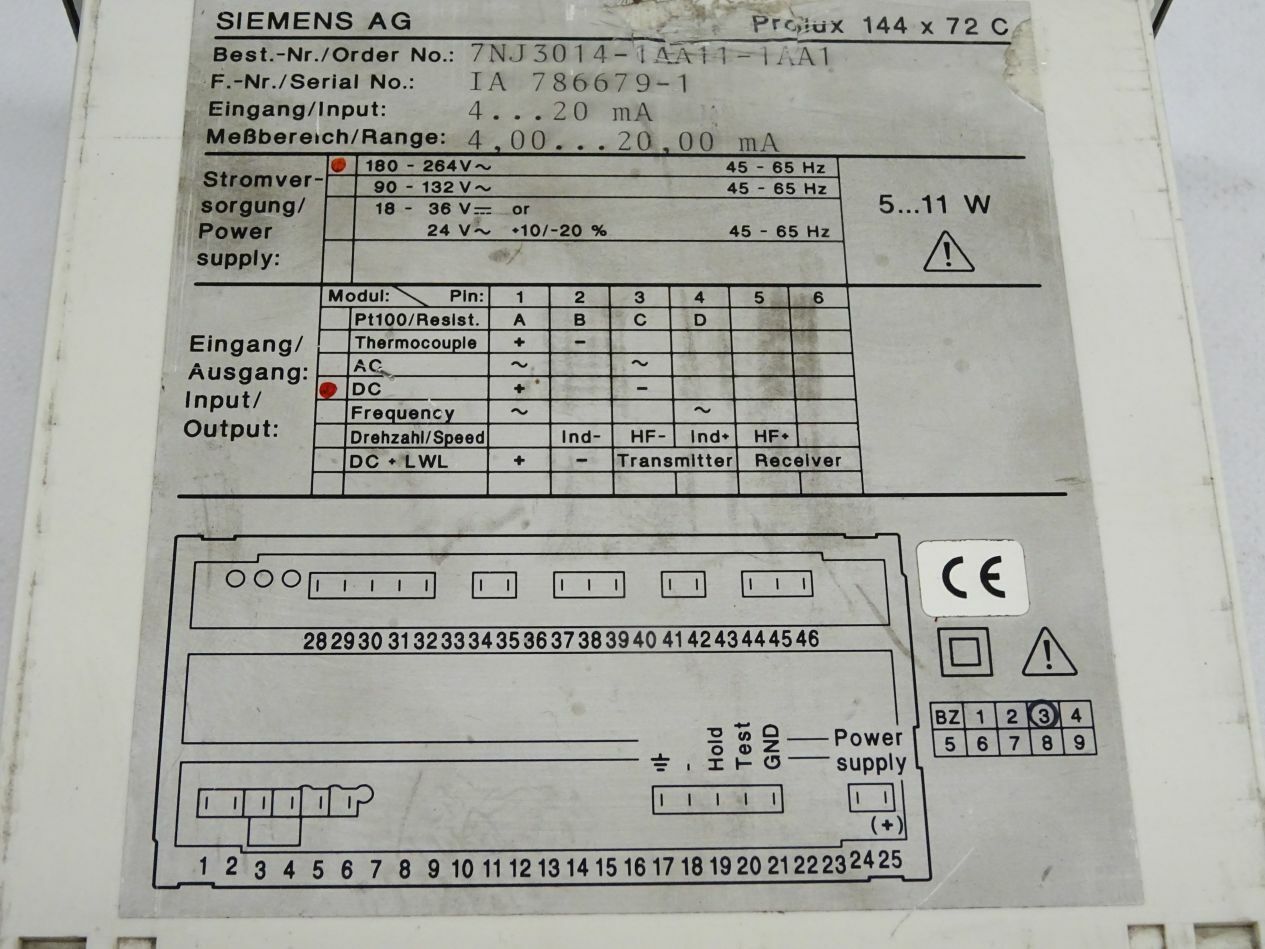 SIEMENS AG Prolux 144 x 72 C
Best.-Nr./Order No.: 7NJ3014-1AA11-1AA1
F.-Nr./Serial No.: IA 786679-1
Eingang/Input: 4...20 mA
Meßbereich/Range: 4,00...20,00 mA
Stromver-
sorgung/
Power
supply:
180 - 264V~ 45 - 65 Hz
90 - 132V~ 45 - 65 Hz
18 - 36 V⎓ or
24 V~ +10/-20 % 45 - 65 Hz
5...11 W
!
Eingang/
Ausgang:
Input/
Output:
Modul: Pin: 1 2 3 4 5 6
Pt100/Resist. A B C D
Thermocouple + -
AC ~ ~
DC + -
Frequency ~ ~
Drehzahl/Speed Ind- HF- Ind+ HF+
DC + LWL + - Transmitter Receiver
28 29 30 31 32 33 34 35 36 37 38 39 40 41 42 43 44 45 46
CE
!
BZ 1 2 3 4
5 6 7 8 9
- Hold Test GND Power
supply
(+)
1 2 3 4 5 6 7 8 9 10 11 12 13 14 15 16 17 18 19 20 21 22 23 24 25